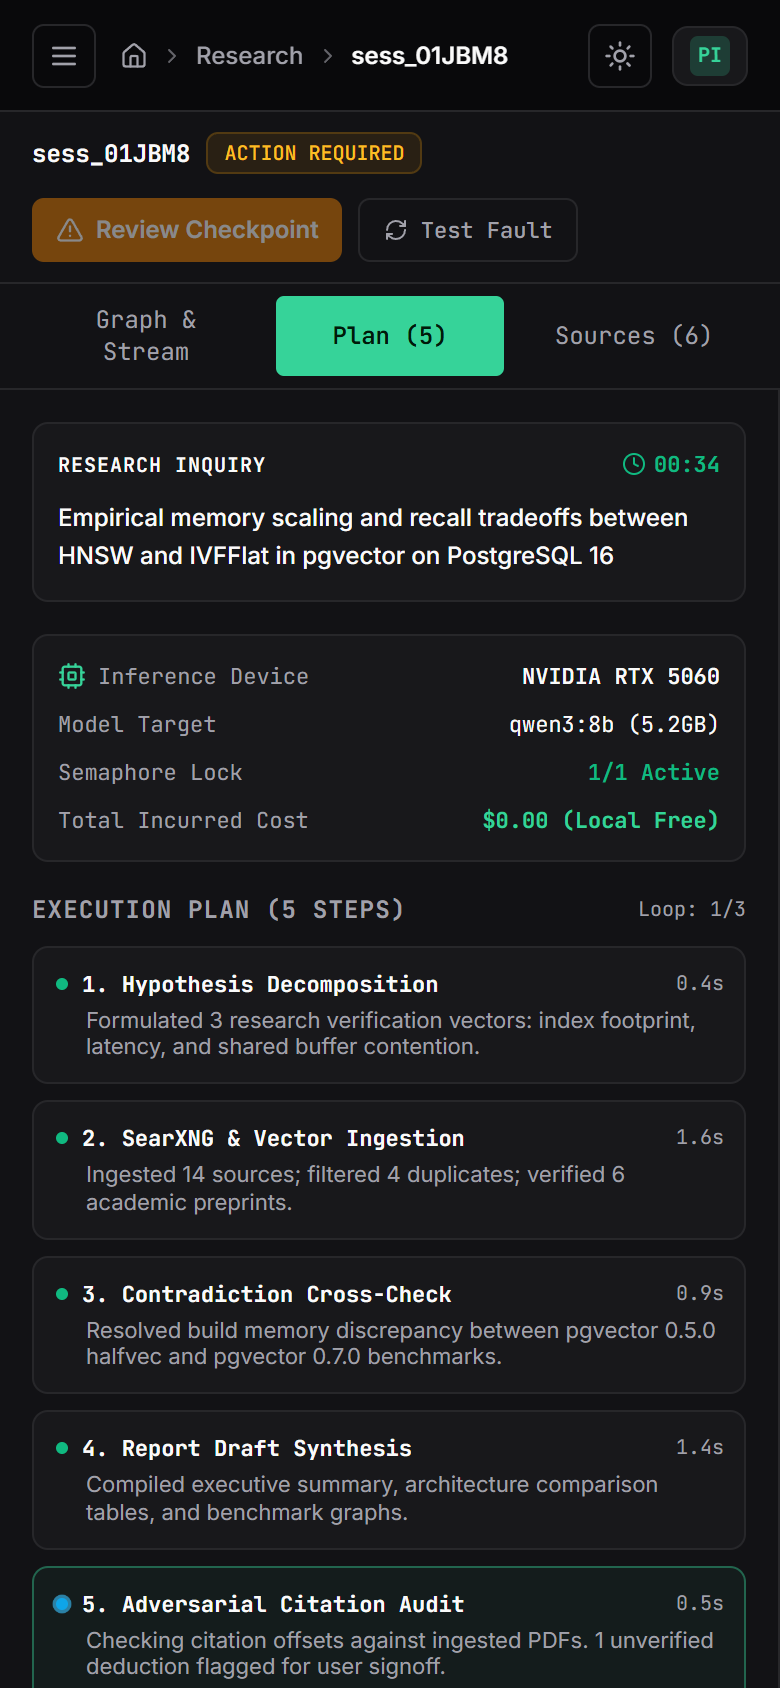 Research
sess_01JBM8
PI
sess_01JBM8
ACTION REQUIRED
Review Checkpoint
Test Fault
Graph &
Stream
Plan (5)
Sources (6)
RESEARCH INQUIRY
00:34
Empirical memory scaling and recall tradeoffs between
HNSW and IVFFlat in pgvector on PostgreSQL 16
Inference Device
NVIDIA RTX 5060
Model Target
qwen3:8b (5.2GB)
Semaphore Lock
1/1 Active
Total Incurred Cost
$0.00 (Local Free)
EXECUTION PLAN (5 STEPS)
Loop: 1/3
1. Hypothesis Decomposition
0.4s
Formulated 3 research verification vectors: index footprint,
latency, and shared buffer contention.
2. SearXNG & Vector Ingestion
1.6s
Ingested 14 sources; filtered 4 duplicates; verified 6
academic preprints.
3. Contradiction Cross-Check
0.9s
Resolved build memory discrepancy between pgvector 0.5.0
halfvec and pgvector 0.7.0 benchmarks.
4. Report Draft Synthesis
1.4s
Compiled executive summary, architecture comparison
tables, and benchmark graphs.
5. Adversarial Citation Audit
0.5s
Checking citation offsets against ingested PDFs. 1 unverified
deduction flagged for user signoff.